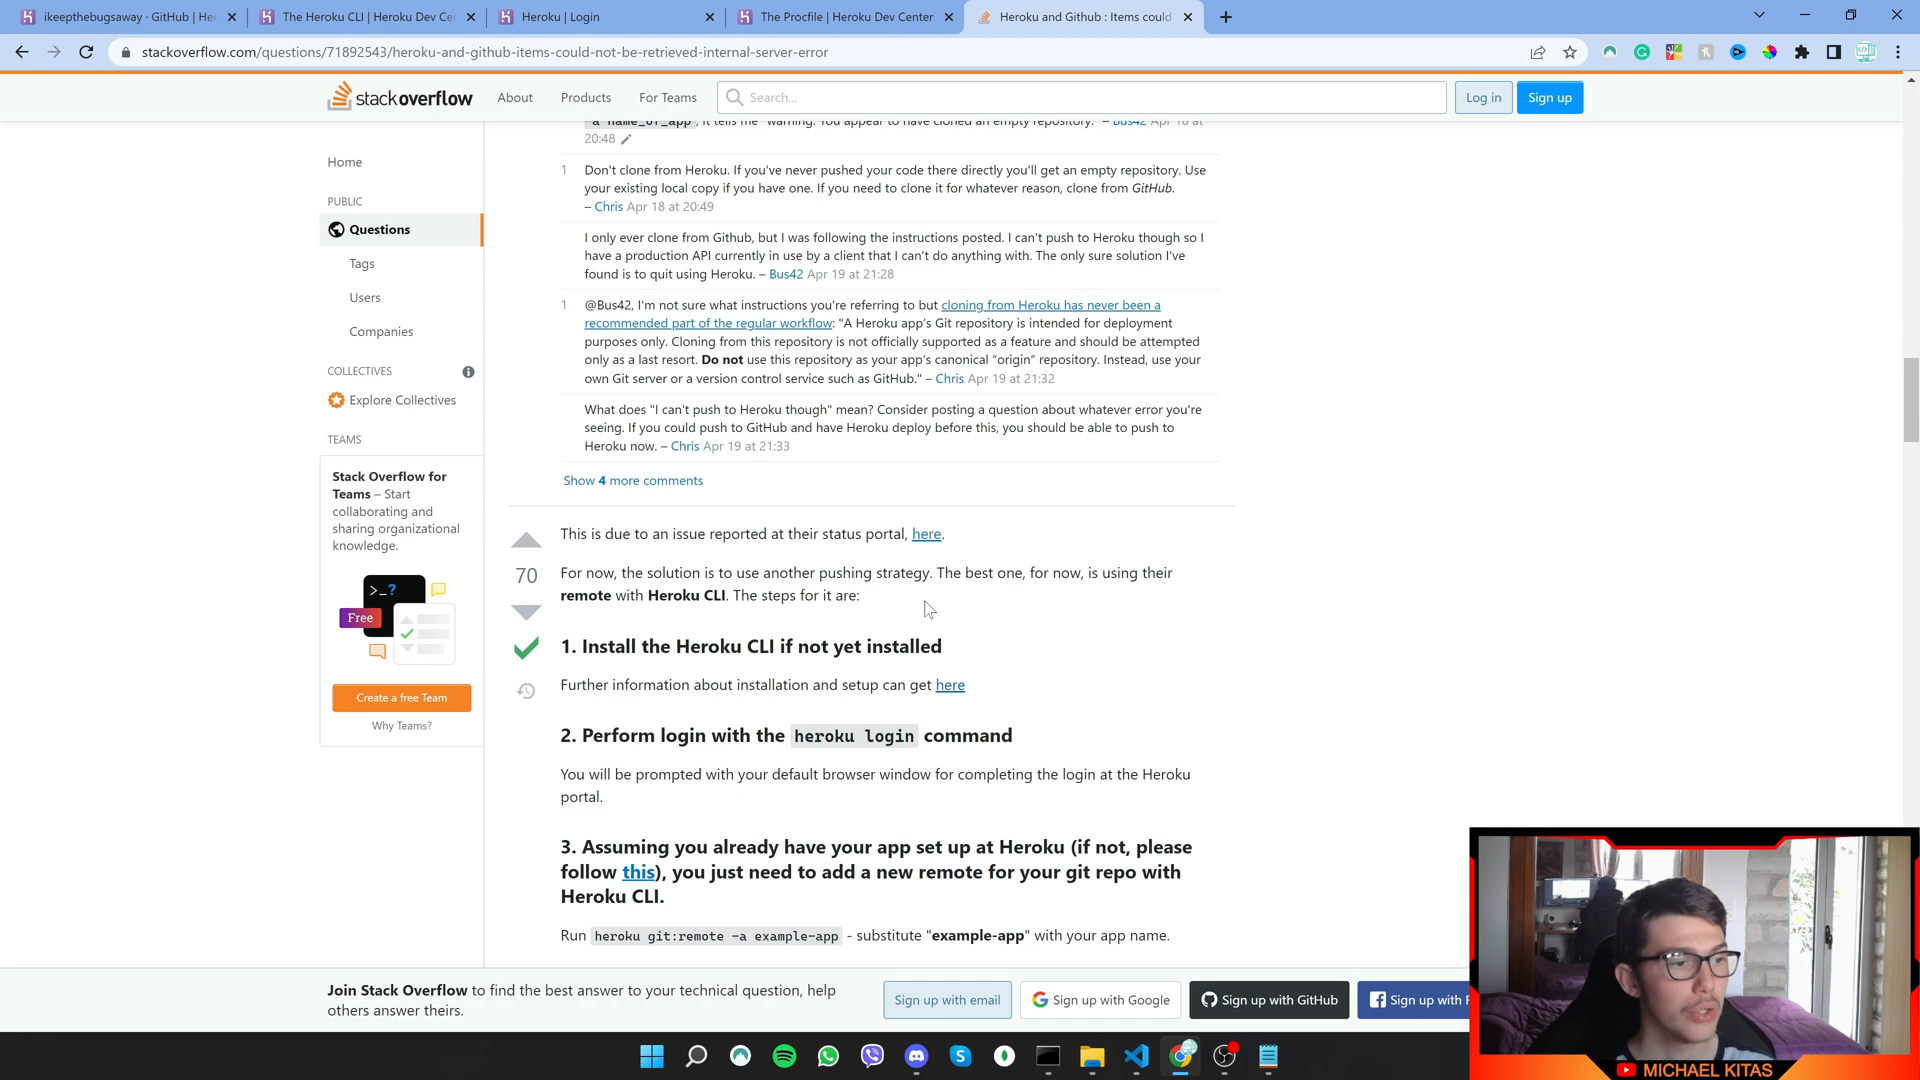 ikeepthebugsaway · GitHub | Her
The Heroku CLI | Heroku Dev Cen
Heroku | Login
The Procfile | Heroku Dev Center
Heroku and Github : Items could
stackoverflow.com/questions/71892543/heroku-and-github-items-could-not-be-retrieved-internal-server-error
stackoverflow
About
Products
For Teams
Search...
Log in
Sign up
Home
PUBLIC
Questions
Tags
Users
Companies
COLLECTIVES
Explore Collectives
TEAMS
Stack Overflow for
Teams – Start
collaborating and
sharing organizational
knowledge.
>_?
Free
Create a free Team
Why Teams?
-a name_of_app, it tells me "warning: You appear to have cloned an empty repository." – Bus42 Apr 18 at
20:48
1 Don't clone from Heroku. If you've never pushed your code there directly you'll get an empty repository. Use
your existing local copy if you have one. If you need to clone it for whatever reason, clone from GitHub.
– Chris Apr 18 at 20:49
I only ever clone from Github, but I was following the instructions posted. I can't push to Heroku though so I
have a production API currently in use by a client that I can't do anything with. The only sure solution I've
found is to quit using Heroku. – Bus42 Apr 19 at 21:28
1 @Bus42, I'm not sure what instructions you're referring to but cloning from Heroku has never been a
recommended part of the regular workflow: "A Heroku app's Git repository is intended for deployment
purposes only. Cloning from this repository is not officially supported as a feature and should be attempted
only as a last resort. Do not use this repository as your app's canonical "origin" repository. Instead, use your
own Git server or a version control service such as GitHub." – Chris Apr 19 at 21:32
What does "I can't push to Heroku though" mean? Consider posting a question about whatever error you're
seeing. If you could push to GitHub and have Heroku deploy before this, you should be able to push to
Heroku now. – Chris Apr 19 at 21:33
Show 4 more comments
This is due to an issue reported at their status portal, here.
70
For now, the solution is to use another pushing strategy. The best one, for now, is using their
remote with Heroku CLI. The steps for it are:
1. Install the Heroku CLI if not yet installed
Further information about installation and setup can get here
2. Perform login with the heroku login command
You will be prompted with your default browser window for completing the login at the Heroku
portal.
3. Assuming you already have your app set up at Heroku (if not, please
follow this), you just need to add a new remote for your git repo with
Heroku CLI.
Run heroku git:remote -a example-app - substitute "example-app" with your app name.
Join Stack Overflow to find the best answer to your technical question, help
others answer theirs.
Sign up with email
Sign up with Google
Sign up with GitHub
Sign up with F
MICHAEL KITAS